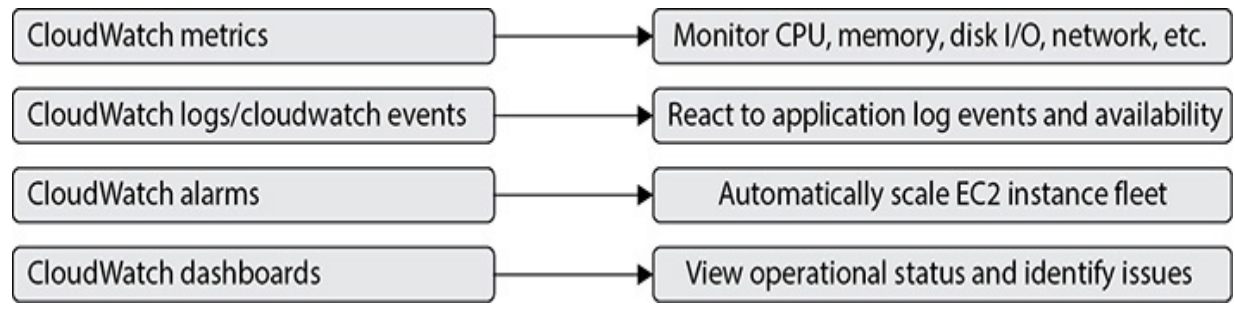 CloudWatch metrics
Monitor CPU, memory, disk I/O, network, etc.
CloudWatch logs/cloudwatch events
React to application log events and availability
CloudWatch alarms
Automatically scale EC2 instance fleet
CloudWatch dashboards
View operational status and identify issues